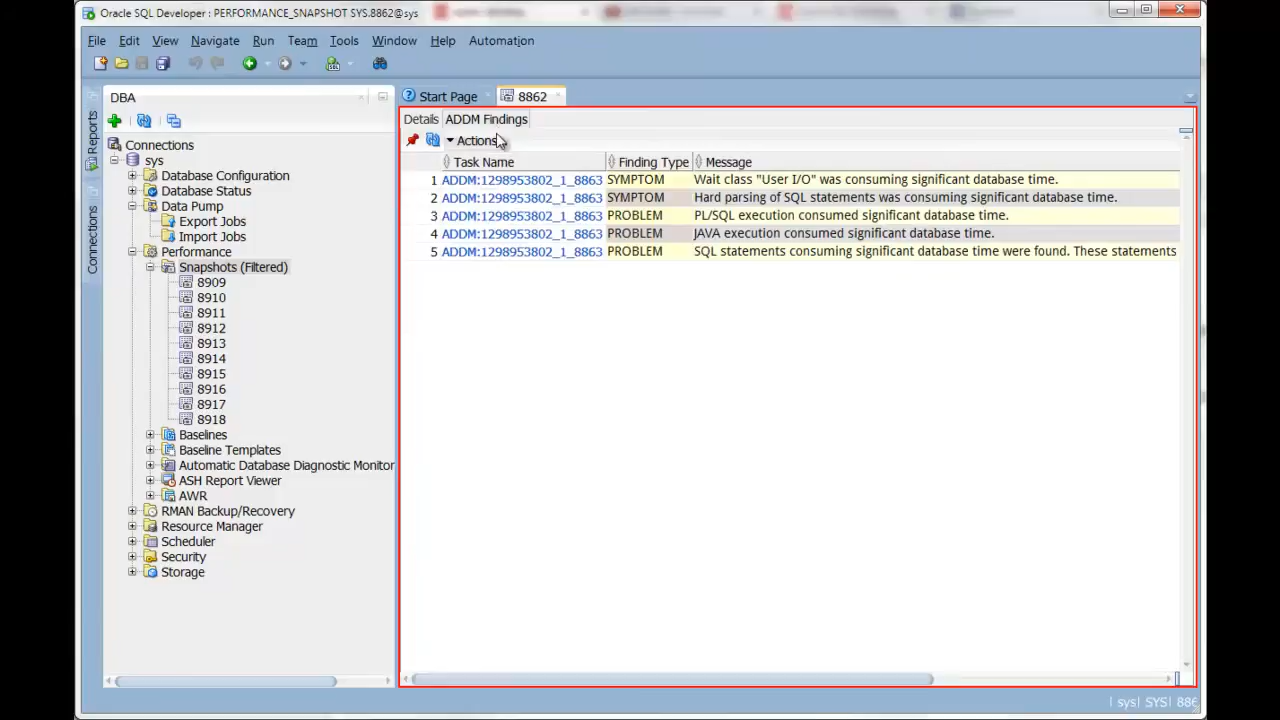 Oracle SQL Developer : PERFORMANCE_SNAPSHOT SYS.8862@sys
File Edit View Navigate Run Team Tools Window Help Automation
Reports
Connections
DBA
Connections
sys
Database Configuration
Database Status
Data Pump
Export Jobs
Import Jobs
Performance
Snapshots (Filtered)
8909
8910
8911
8912
8913
8914
8915
8916
8917
8918
Baselines
Baseline Templates
Automatic Database Diagnostic Monitor
ASH Report Viewer
AWR
RMAN Backup/Recovery
Resource Manager
Scheduler
Security
Storage
Start Page 8862
Details ADDM Findings
Actions
Task Name Finding Type Message
1 ADDM:1298953802_1_8863 SYMPTOM Wait class "User I/O" was consuming significant database time.
2 ADDM:1298953802_1_8863 SYMPTOM Hard parsing of SQL statements was consuming significant database time.
3 ADDM:1298953802_1_8863 PROBLEM PL/SQL execution consumed significant database time.
4 ADDM:1298953802_1_8863 PROBLEM JAVA execution consumed significant database time.
5 ADDM:1298953802_1_8863 PROBLEM SQL statements consuming significant database time were found. These statements
| sys| SYS| 886